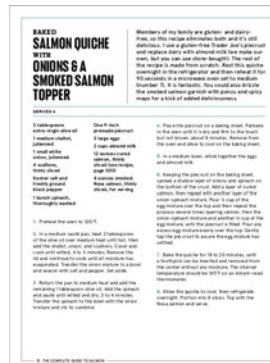 BAKED
SALMON QUICHE
WITH
ONIONS & A
SMOKED SALMON
TOPPER
SERVES 4
Members of my family are gluten- and dairy-
free, so this recipe eliminates both and it's still
delicious. I use a gluten-free Trader Joe's piecrust
and replace dairy with almond milk (we make our
own, but you can use store-bought). The rest of
the recipe is made from scratch. Rest this quiche
overnight in the refrigerator and then reheat it for
90 seconds in a microwave oven set to medium
(number 7). It is fantastic. You could also drizzle
the smoked salmon garnish with ponzu and spicy
mayo for a kick of added deliciousness.
3 tablespoons
extra-virgin olive oil
1 medium shallot,
julienned
1 small white
onion, julienned
4 scallions,
thinly sliced
Kosher salt and
freshly ground
black pepper
1 bunch spinach,
thoroughly washed
One 9-inch
premade piecrust
3 large eggs
2 cups almond milk
12 ounces cured
salmon, thinly
sliced
4 ounces smoked
salmon, thinly
sliced, for serving
1. Preheat the oven to 325°F.
2. In a medium sauté pan, heat 2 tablespoons
of the olive oil over medium heat until hot, then
add the shallot, onion, and scallions. Cover and
cook until wilted, 4 to 5 minutes. Remove the
lid and continue to cook until all moisture has
evaporated. Transfer the onion mixture to a bowl
and season with salt and pepper. Set aside.
3. Return the pan to medium heat and add the
remaining 1 tablespoon olive oil. Add the spinach
and sauté until wilted and dry, 3 to 4 minutes.
Transfer the spinach to the bowl with the onion
mixture and stir to combine.
4. Place the piecrust on a baking sheet. Parbake
in the oven until it is dry and firm to the touch
but not brown, about 8 minutes. Remove from
the oven and allow to cool on the baking sheet.
5. In a medium bowl, whisk together the eggs
and almond milk.
6. Keeping the piecrust on the baking sheet,
spread a shallow layer of onions and spinach on
the bottom of the crust. Add a layer of cured
salmon, then repeat with another layer of the
onion-spinach mixture. Pour ½ cup of the
egg mixture over the top and then repeat the
process several times layering salmon, then the
onion-spinach mixture and another ½ cup of the
egg mixture, until the piecrust is filled. Pour any
excess egg mixture evenly over the top. Gently
tap the pie crust to ensure the egg mixture has
settled.
7. Bake the quiche for 18 to 20 minutes, until
a toothpick can be inserted and removed from
the center without any moisture. The internal
temperature should be 145°F on an instant-read
thermometer.
8. Allow the quiche to cool, then refrigerate
overnight. Portion into 8 slices. Top with the
salmon and serve.
THE COMPLETE GUIDE TO SALMON